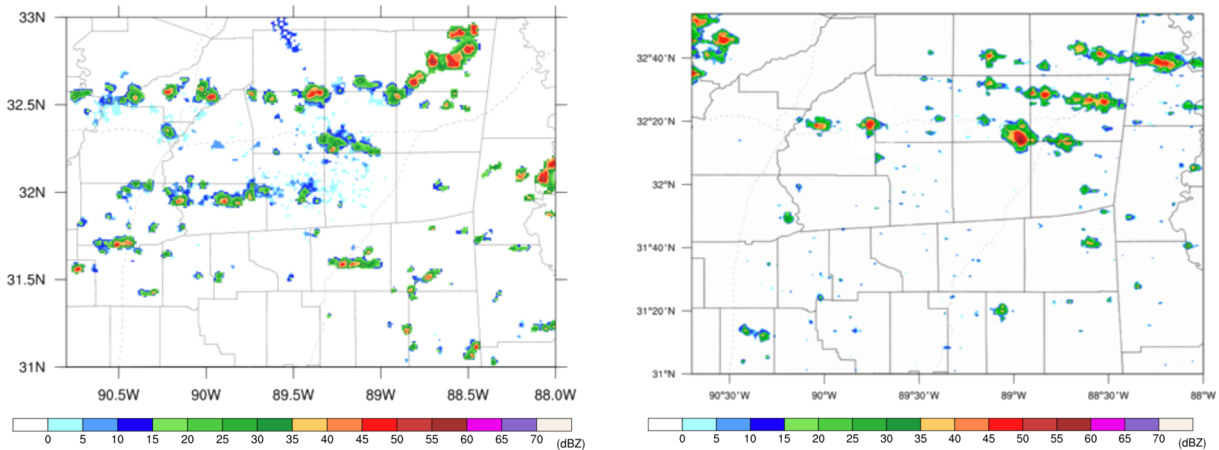 33N
32.5N
32N
31.5N
31N
90.5W 90W 89.5W 89W 88.5W 88.0W
0 5 10 15 20 25 30 35 40 45 50 55 60 65 70 (dBZ)
32°40'N
32°20'N
32°N
31°40'N
31°20'N
31°N
90°30'W 90°W 89°30'W 89°W 88°30'W 88°W
0 5 10 15 20 25 30 35 40 45 50 55 60 65 70 (dBZ)